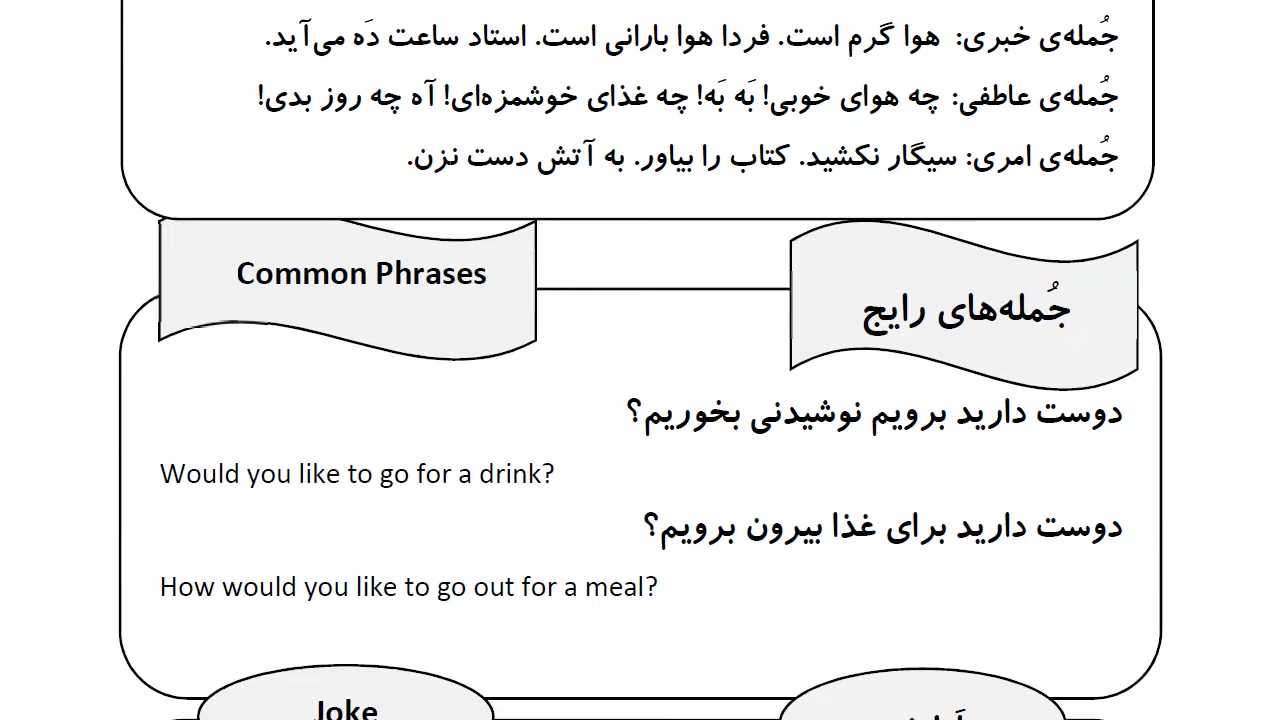 جُمله‌ی خبری: هوا گرم است. فردا هوا بارانی است. استاد ساعت دَه می‌آید.
جُمله‌ی عاطفی: چه هوای خوبی! بَه بَه! چه غذای خوشمزه‌ای! آه چه روز بدی!
جُمله‌ی امری: سیگار نکشید. کتاب را بیاور. به آتش دست نزن.
Common Phrases
جُمله‌های رایج
دوست دارید برویم نوشیدنی بخوریم؟
Would you like to go for a drink?
دوست دارید برای غذا بیرون برویم؟
How would you like to go out for a meal?
Joke